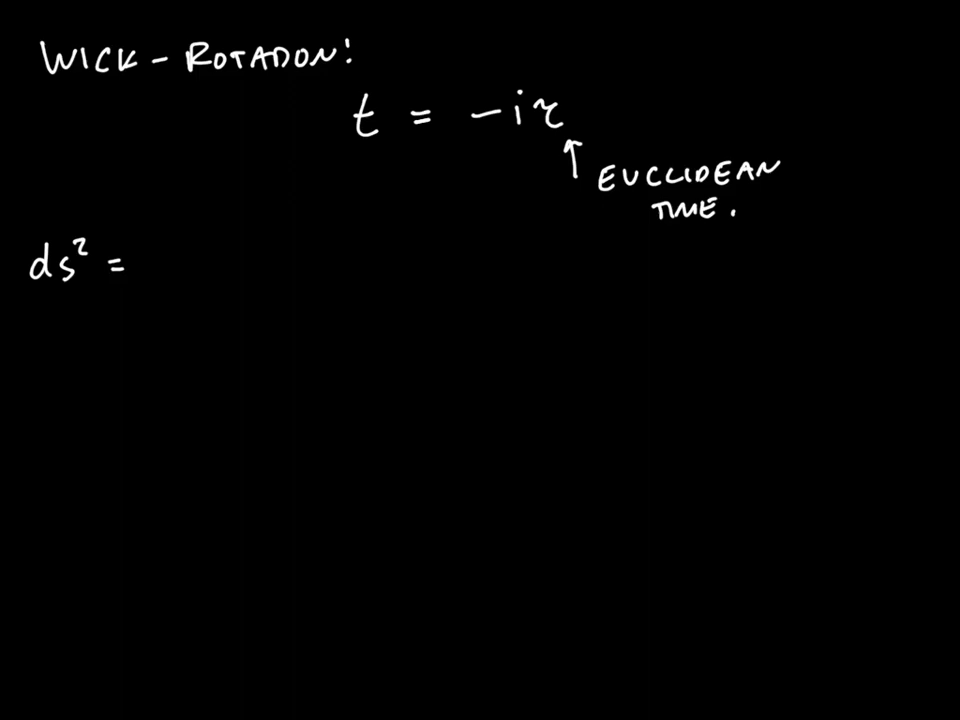 WICK-ROTATION!
t = -iτ
↑ EUCLIDEAN
TIME.
ds² =